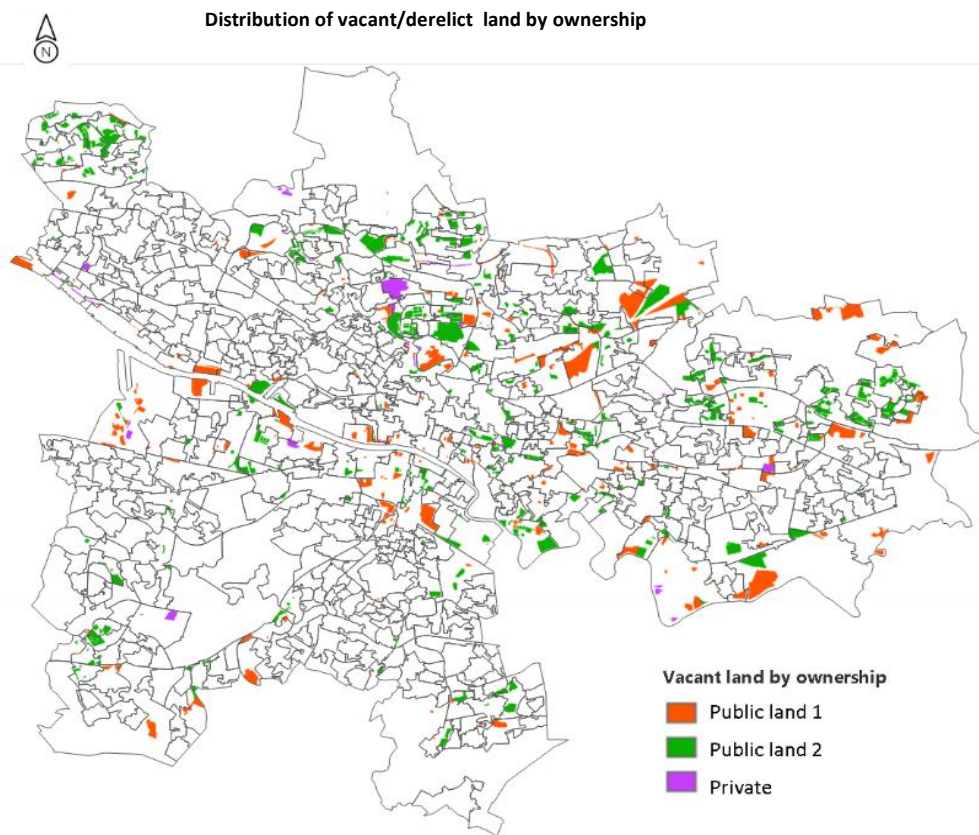 Distribution of vacant/derelict land by ownership
N
Vacant land by ownership
Public land 1
Public land 2
Private